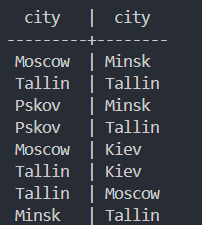 city | city
---------+--------
Moscow | Minsk
Tallin | Tallin
Pskov | Minsk
Pskov | Tallin
Moscow | Kiev
Tallin | Kiev
Tallin | Moscow
Minsk | Tallin